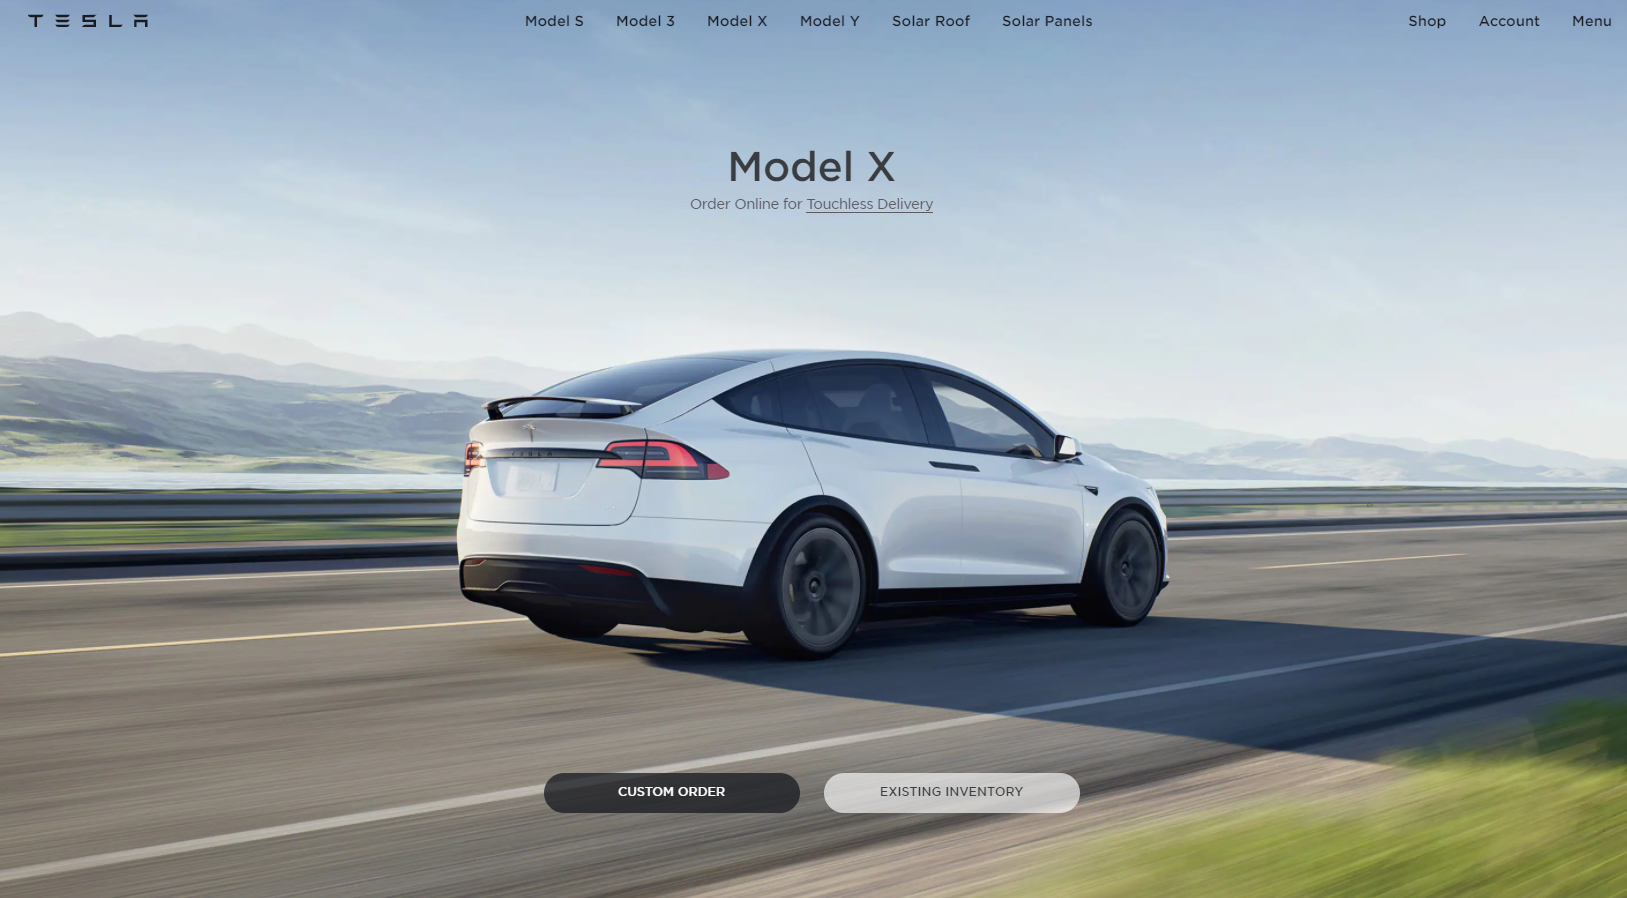 TESLA Model S Model 3 Model X Model Y Solar Roof Solar Panels Shop Account Menu
Model X
Order Online for Touchless Delivery
TESLA
CUSTOM ORDER EXISTING INVENTORY